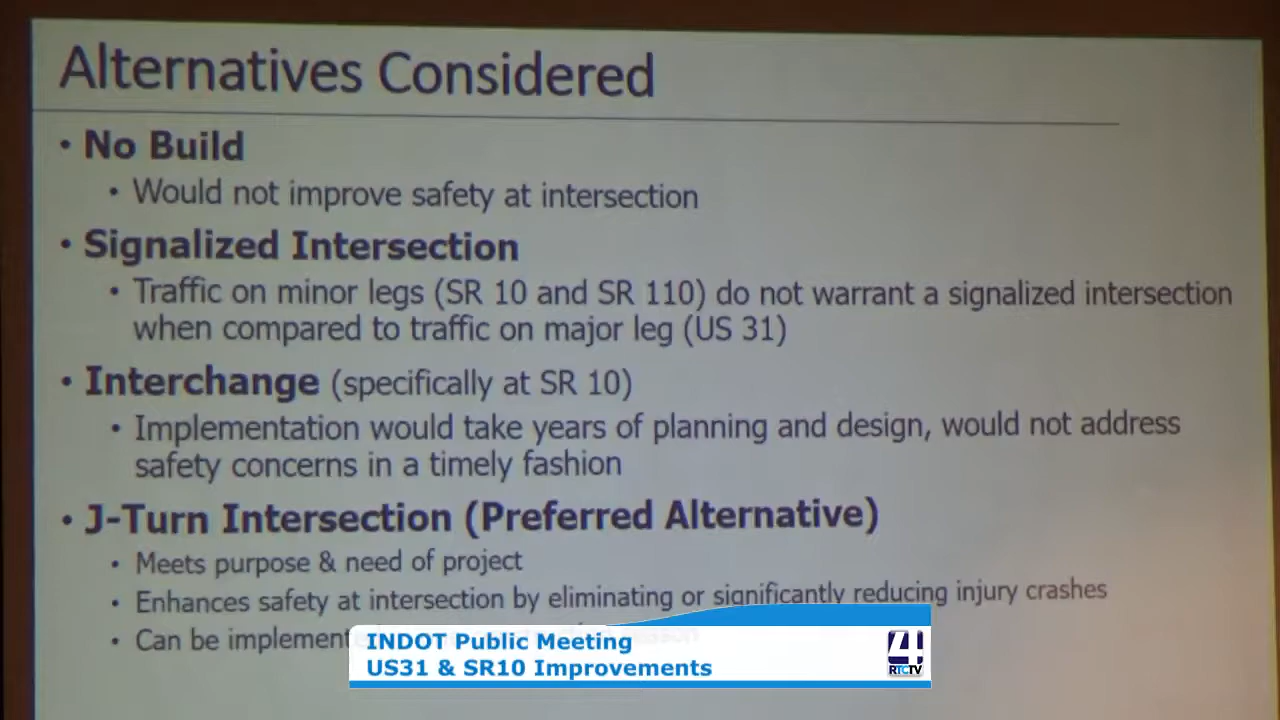 Alternatives Considered
• No Build
• Would not improve safety at intersection
• Signalized Intersection
• Traffic on minor legs (SR 10 and SR 110) do not warrant a signalized intersection
when compared to traffic on major leg (US 31)
• Interchange (specifically at SR 10)
• Implementation would take years of planning and design, would not address
safety concerns in a timely fashion
• J-Turn Intersection (Preferred Alternative)
• Meets purpose & need of project
• Enhances safety at intersection by eliminating or significantly reducing injury crashes
• Can be season
INDOT Public Meeting
US31 & SR10 Improvements
4
RTCTV